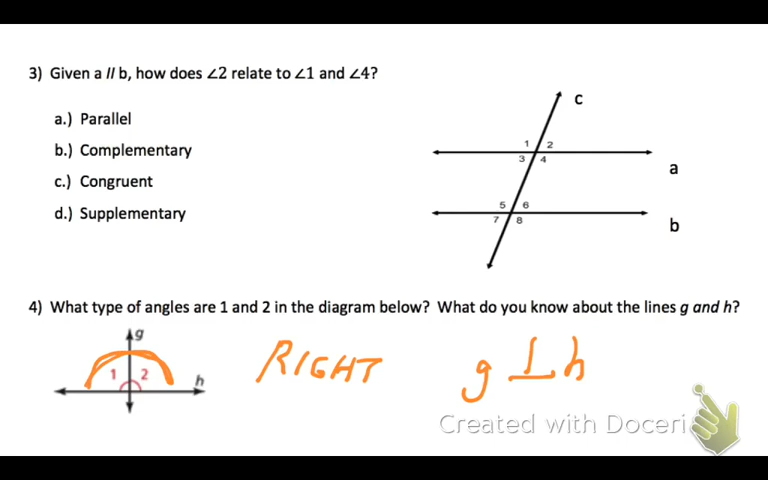 3) Given a // b, how does ∠2 relate to ∠1 and ∠4?
a.) Parallel
b.) Complementary
c.) Congruent
d.) Supplementary
c
1 2
3 4
a
5 6
7 8
b
4) What type of angles are 1 and 2 in the diagram below? What do you know about the lines g and h?
g
1 2
h
RIGHT
g ⊥ h
Created with Doceri